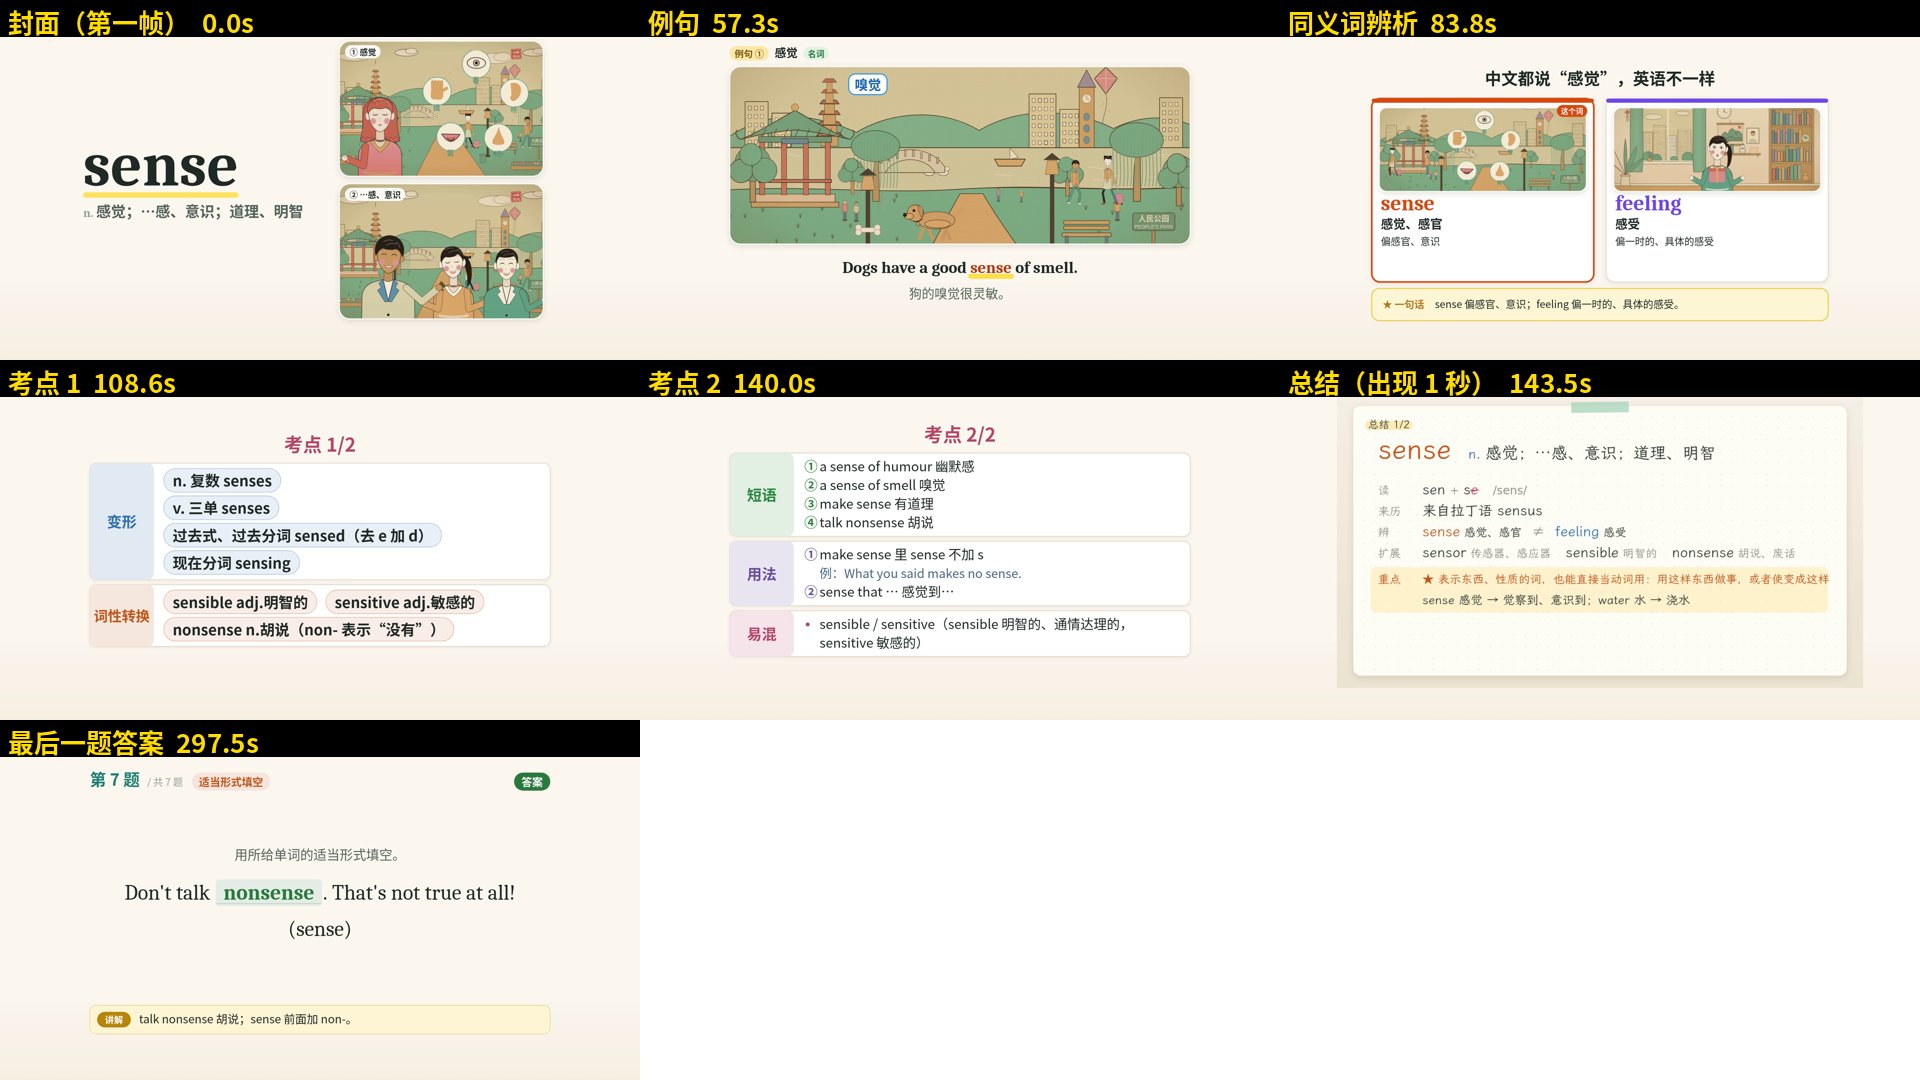 封面（第一帧） 0.0s
sense
n. 感觉；…感、意识；道理、明智
① 感觉
② …感、意识
例句 57.3s
例句 ① 感觉 名词
嗅觉
人民公园
PEOPLE'S PARK
Dogs have a good sense of smell.
狗的嗅觉很灵敏。
同义词辨析 83.8s
中文都说“感觉”，英语不一样
这个词
sense
感觉、感官
偏感官、意识
feeling
感受
偏一时的、具体的感受
★ 一句话 sense 偏感官、意识；feeling 偏一时的、具体的感受。
考点 1 108.6s
考点 1/2
变形
n. 复数 senses
v. 三单 senses
过去式、过去分词 sensed（去 e 加 d）
现在分词 sensing
词性转换
sensible adj.明智的 sensitive adj.敏感的
nonsense n.胡说（non- 表示“没有”）
考点 2 140.0s
考点 2/2
短语
① a sense of humour 幽默感
② a sense of smell 嗅觉
③ make sense 有道理
④ talk nonsense 胡说
用法
① make sense 里 sense 不加 s
例：What you said makes no sense.
② sense that … 感觉到…
易混
• sensible / sensitive（sensible 明智的、通情达理的，
sensitive 敏感的）
总结（出现 1 秒） 143.5s
总结 1/2
sense n. 感觉；…感、意识；道理、明智
读 sen + se /sens/
来历 来自拉丁语 sensus
辨 sense 感觉、感官 ≠ feeling 感受
扩展 sensor 传感器、感应器 sensible 明智的 nonsense 胡说、废话
重点 ★ 表示东西、性质的词，也能直接当动词用：用这样东西做事，或者使变成这样
sense 感觉 → 觉察到、意识到；water 水 → 浇水
最后一题答案 297.5s
第 7 题 / 共 7 题 适当形式填空 答案
用所给单词的适当形式填空。
Don't talk nonsense . That's not true at all!
(sense)
讲解 talk nonsense 胡说；sense 前面加 non-。